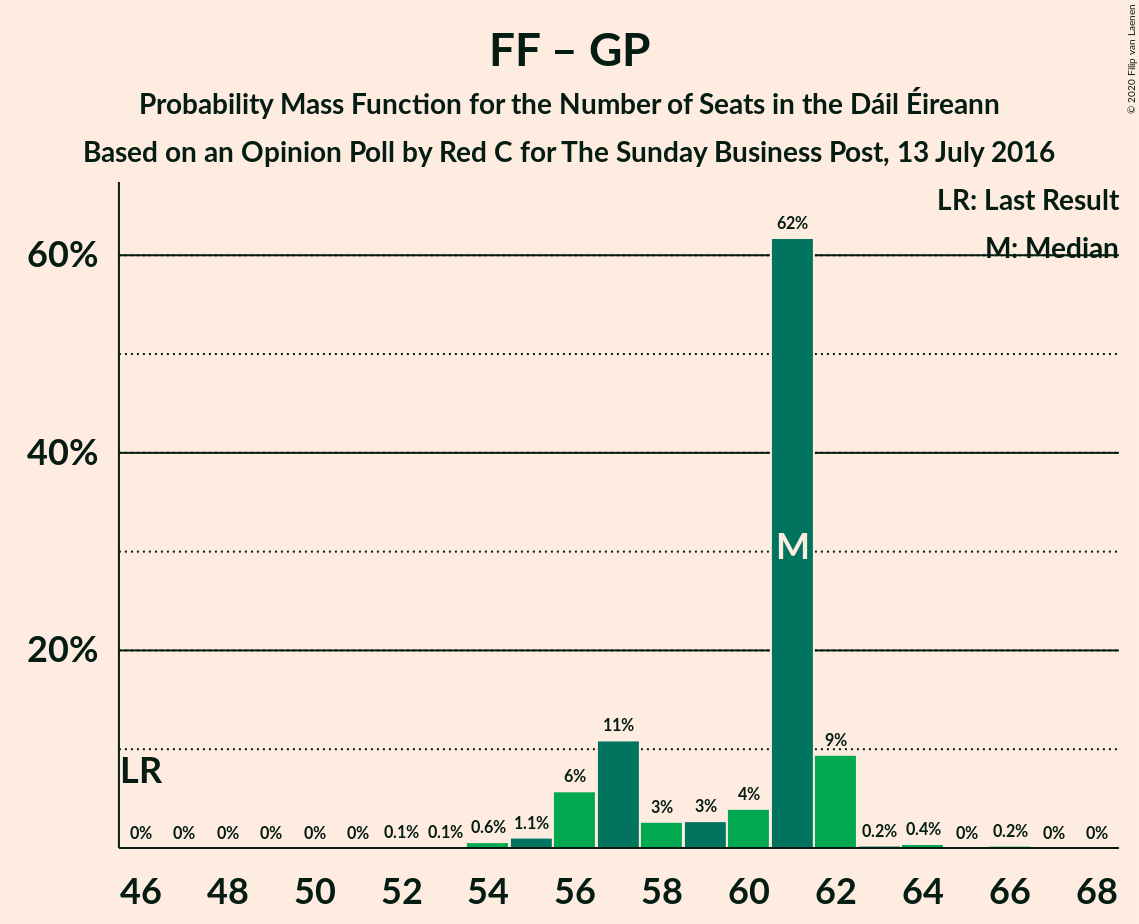 FF – GP
Probability Mass Function for the Number of Seats in the Dáil Éireann
Based on an Opinion Poll by Red C for The Sunday Business Post, 13 July 2016
© 2020 Filip van Laenen
LR: Last Result
M: Median
60%
40%
20%
LR
M
0% 0% 0% 0% 0% 0% 0.1% 0.1% 0.6% 1.1% 6% 11% 3% 3% 4% 62% 9% 0.2% 0.4% 0% 0.2% 0% 0%
46 48 50 52 54 56 58 60 62 64 66 68